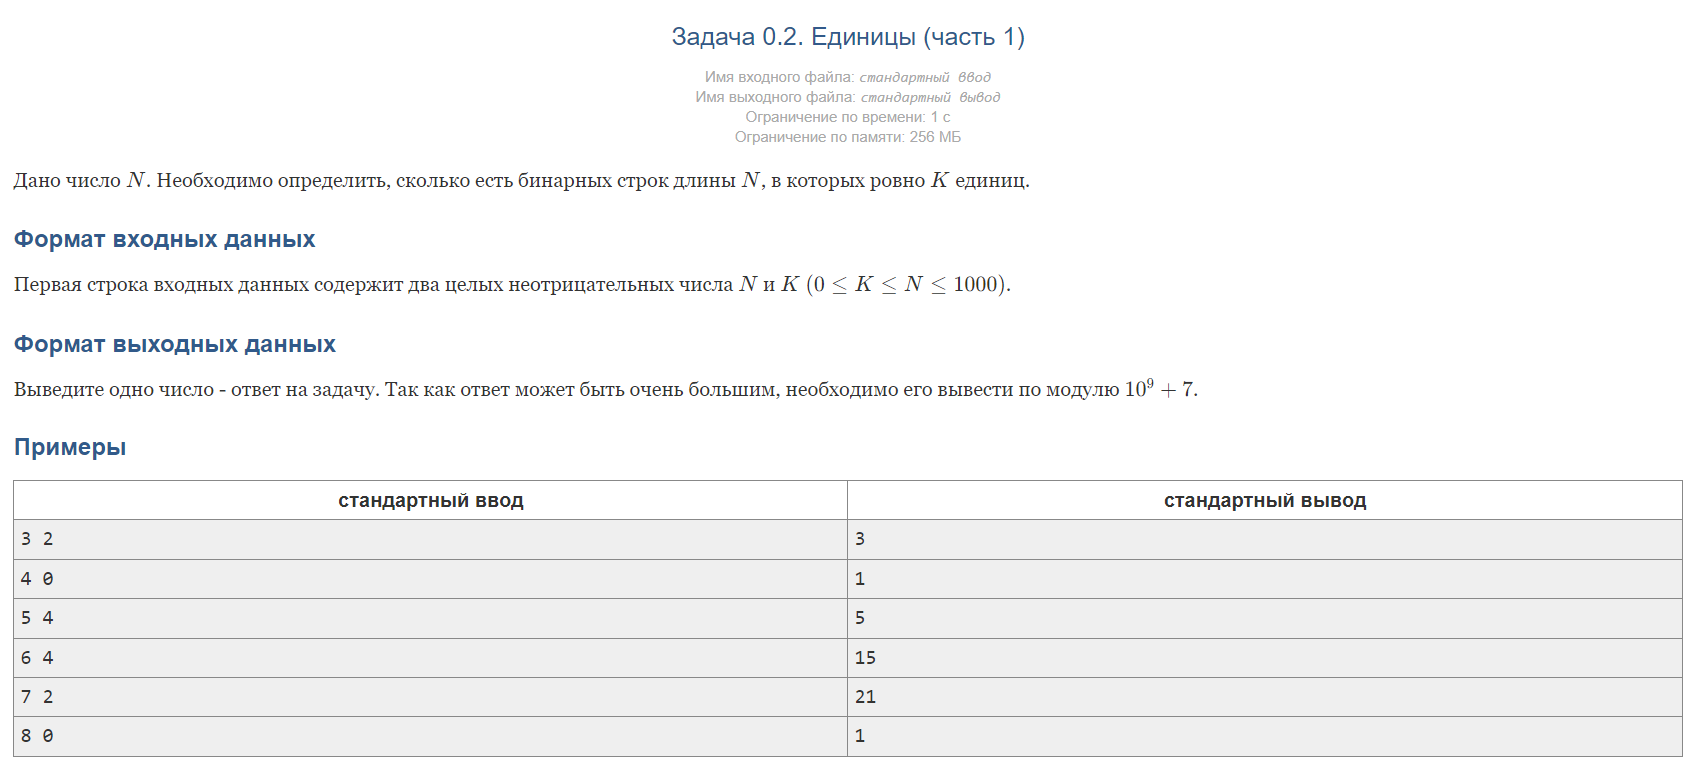 Задача 0.2. Единицы (часть 1)
Имя входного файла: стандартный ввод
Имя выходного файла: стандартный вывод
Ограничение по времени: 1 с
Ограничение по памяти: 256 МБ
Дано число N. Необходимо определить, сколько есть бинарных строк длины N, в которых ровно K единиц.
Формат входных данных
Первая строка входных данных содержит два целых неотрицательных числа N и K (0 ≤ K ≤ N ≤ 1000).
Формат выходных данных
Выведите одно число - ответ на задачу. Так как ответ может быть очень большим, необходимо его вывести по модулю 10⁹ + 7.
Примеры
стандартный ввод стандартный вывод
3 2 3
4 0 1
5 4 5
6 4 15
7 2 21
8 0 1